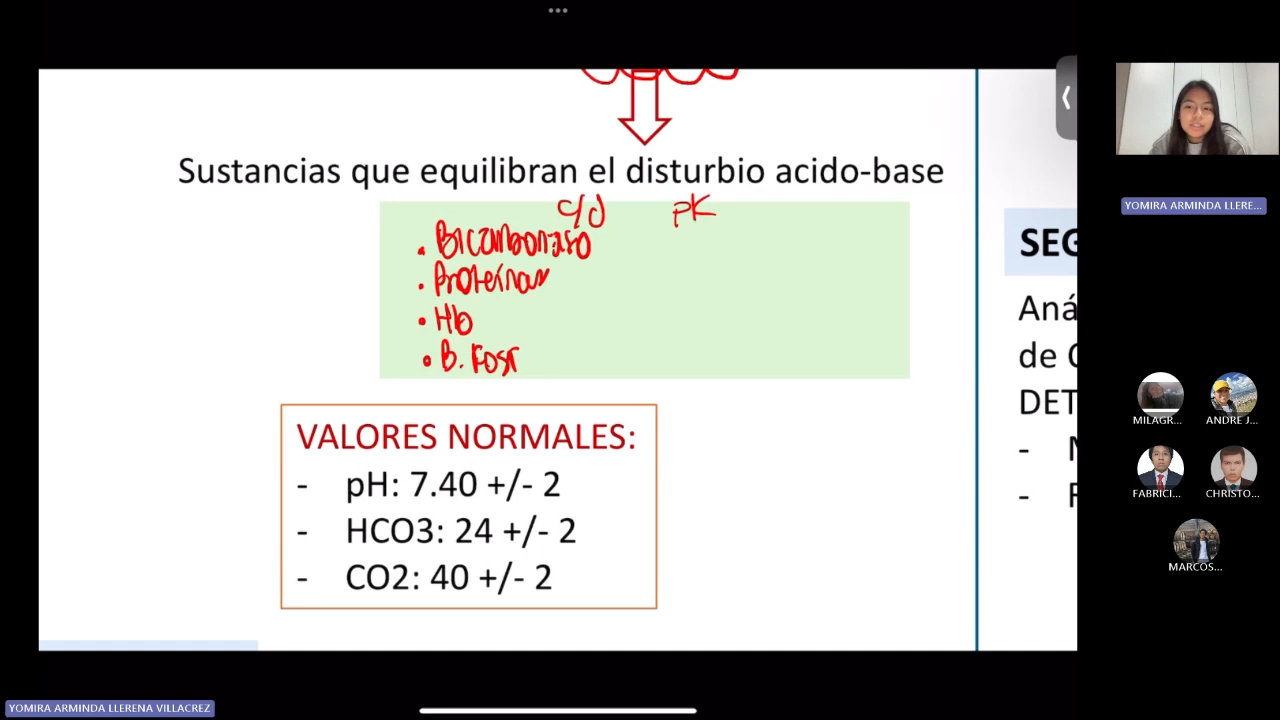 Sustancias que equilibran el disturbio acido-base
pK
• Bicarbonato
• Proteínas
• Hb
• B. Fosf
VALORES NORMALES:
- pH: 7.40 +/- 2
- HCO3: 24 +/- 2
- CO2: 40 +/- 2
SEG
Aná
de C
DET
-
-
YOMIRA ARMINDA LLERE...
MILAGR...
ANDRE J...
FABRICI...
CHRISTO...
MARCOS...
YOMIRA ARMINDA LLERENA VILLACREZ